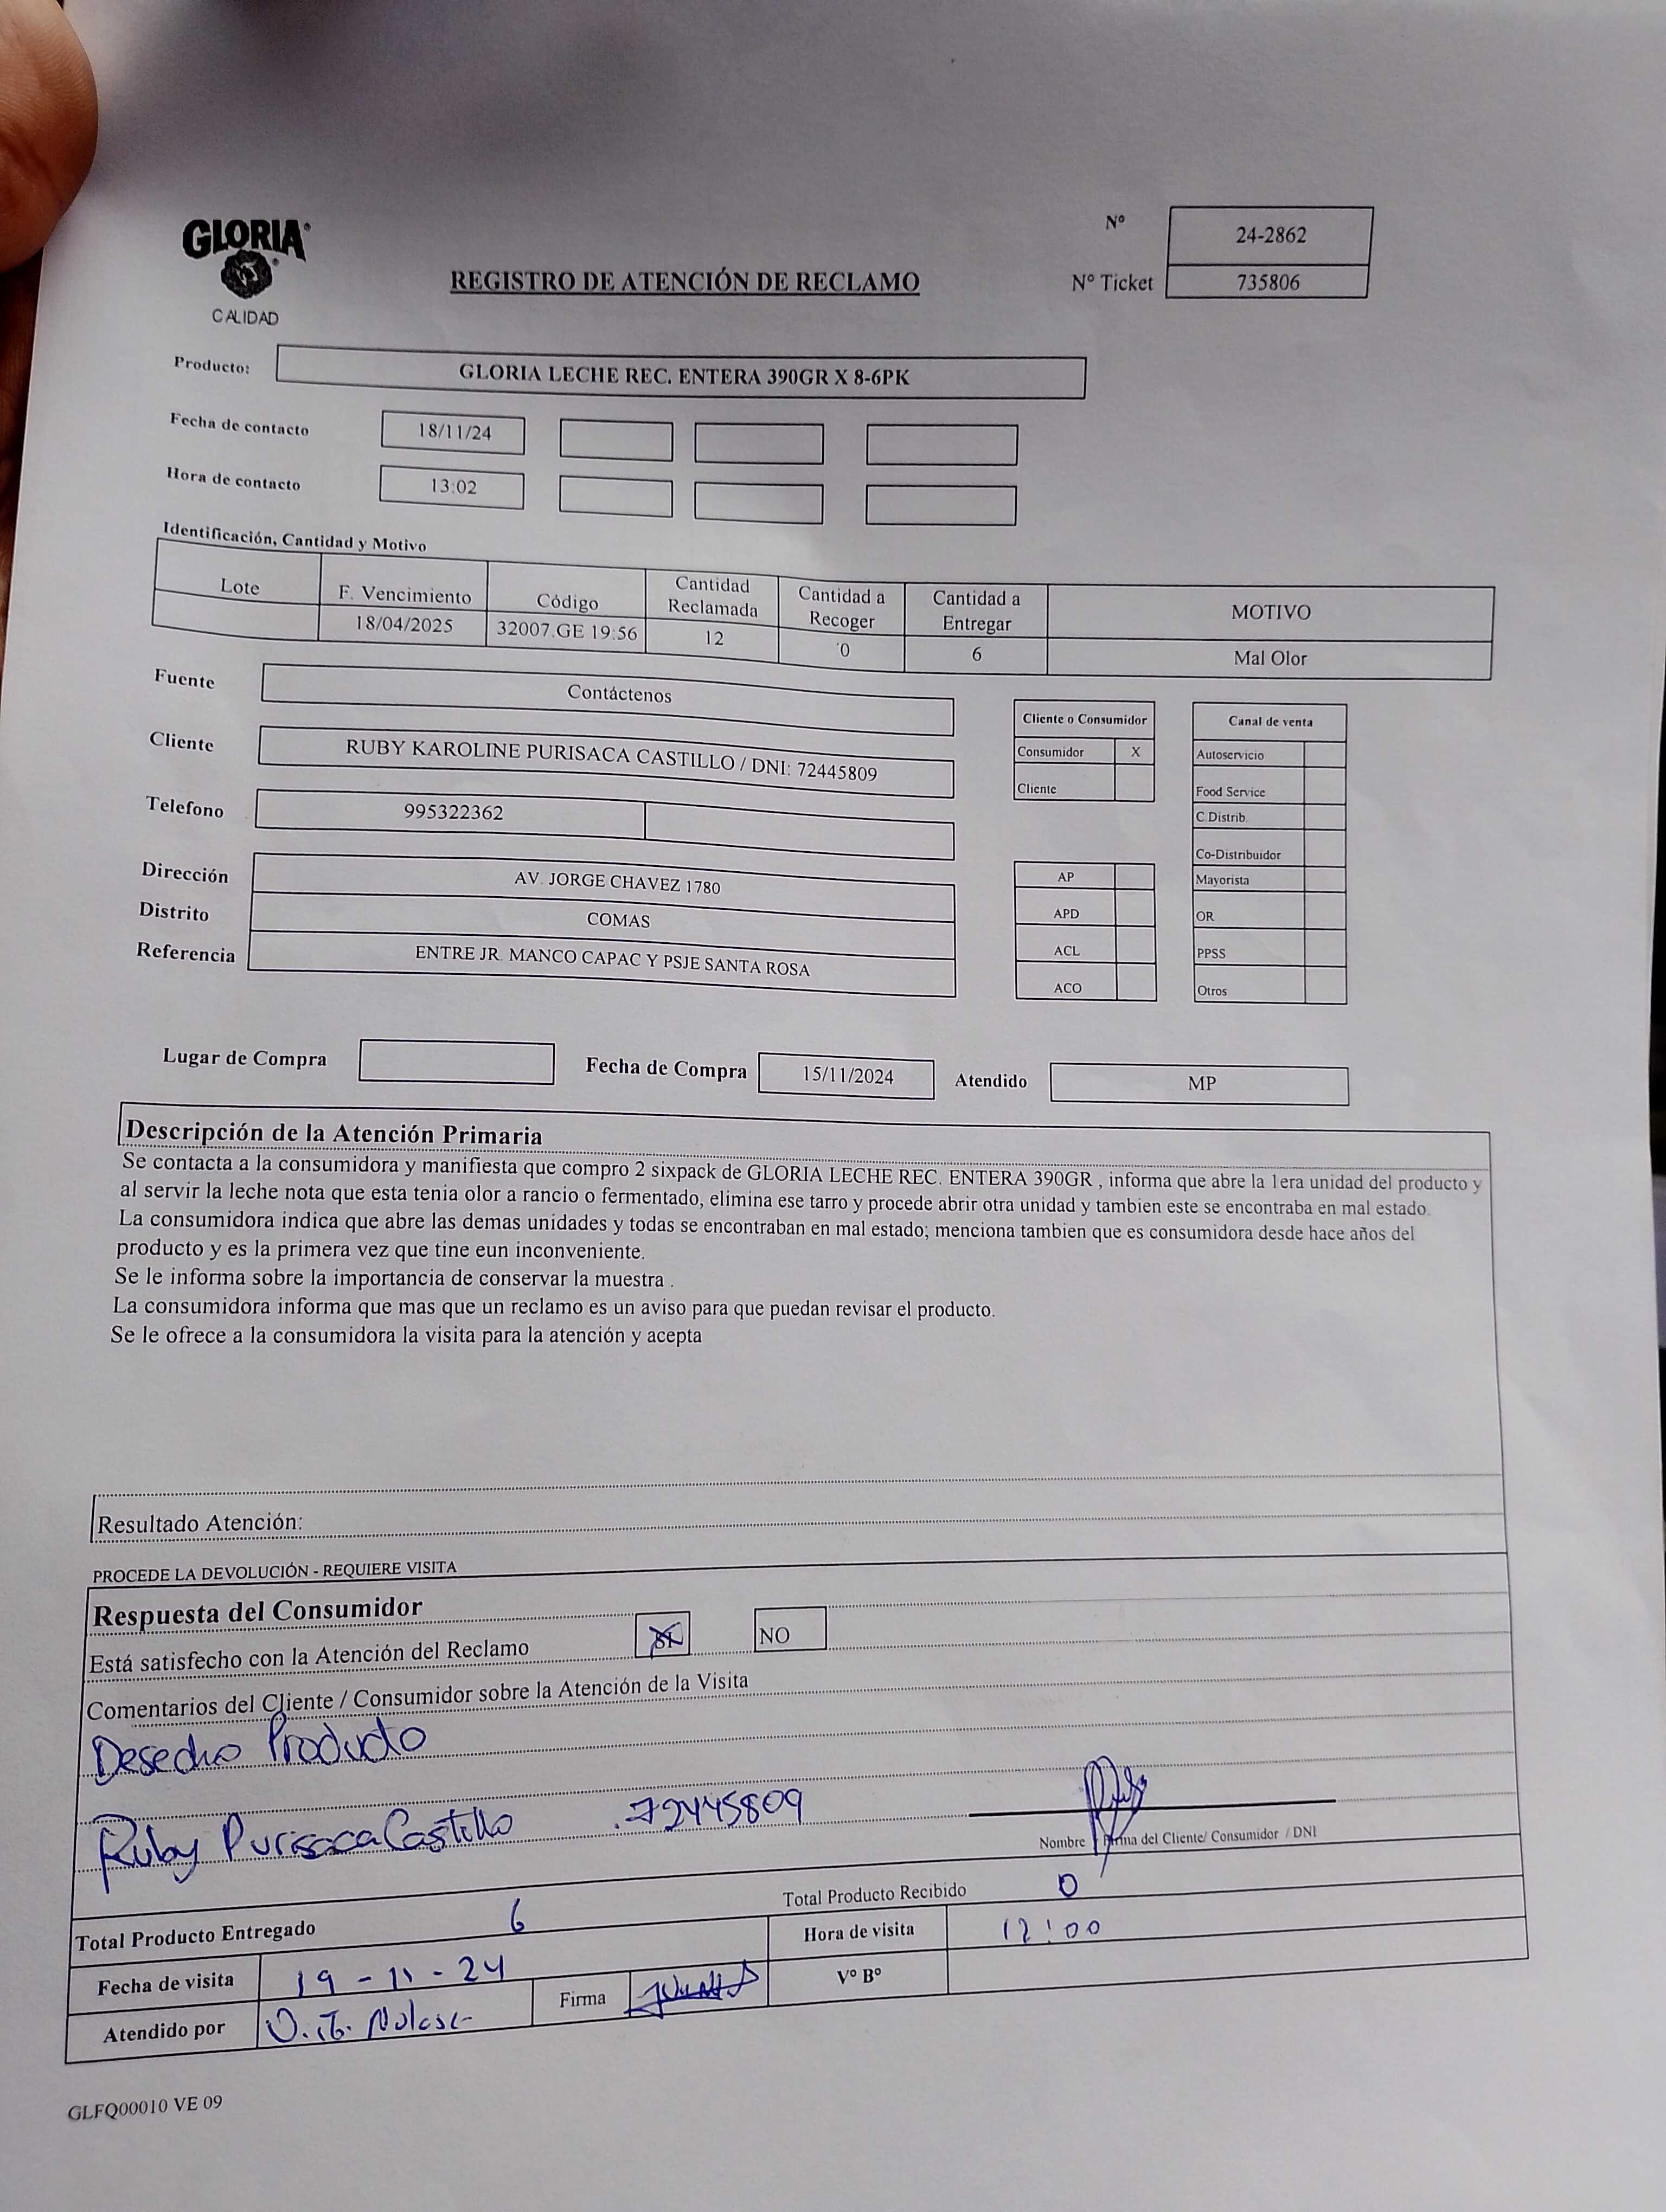 GLORIA
CALIDAD
REGISTRO DE ATENCIÓN DE RECLAMO
Nº 24-2862
Nº Ticket 735806
Producto: GLORIA LECHE REC. ENTERA 390GR X 8-6PK
Fecha de contacto 18/11/24
Hora de contacto 13:02
Identificación, Cantidad y Motivo
Lote F. Vencimiento Código Cantidad Reclamada Cantidad a Recoger Cantidad a Entregar MOTIVO
18/04/2025 32007.GE 19:56 12 0 6 Mal Olor
Fuente Contáctenos
Cliente RUBY KAROLINE PURISACA CASTILLO / DNI: 72445809
Telefono 995322362
Dirección AV. JORGE CHAVEZ 1780
Distrito COMAS
Referencia ENTRE JR. MANCO CAPAC Y PSJE SANTA ROSA
Cliente o Consumidor
Consumidor X
Cliente
AP
APD
ACL
ACO
Canal de venta
Autoservicio
Food Service
C.Distrib.
Co-Distribuidor
Mayorista
OR
PPSS
Otros
Lugar de Compra Fecha de Compra 15/11/2024 Atendido MP
Descripción de la Atención Primaria
Se contacta a la consumidora y manifiesta que compro 2 sixpack de GLORIA LECHE REC. ENTERA 390GR , informa que abre la 1era unidad del producto y
al servir la leche nota que esta tenia olor a rancio o fermentado, elimina ese tarro y procede abrir otra unidad y tambien este se encontraba en mal estado.
La consumidora indica que abre las demas unidades y todas se encontraban en mal estado; menciona tambien que es consumidora desde hace años del
producto y es la primera vez que tine eun inconveniente.
Se le informa sobre la importancia de conservar la muestra .
La consumidora informa que mas que un reclamo es un aviso para que puedan revisar el producto.
Se le ofrece a la consumidora la visita para la atención y acepta
Resultado Atención:
PROCEDE LA DEVOLUCIÓN - REQUIERE VISITA
Respuesta del Consumidor
Está satisfecho con la Atención del Reclamo SI NO
Comentarios del Cliente / Consumidor sobre la Atención de la Visita
Desecho Producto
Ruby Purisaca Castillo 72445809
Nombre Firma del Cliente/ Consumidor / DNI
Total Producto Entregado 6 Total Producto Recibido 0
Fecha de visita 19-11-24 Hora de visita 12:00
Atendido por Firma Vº Bº
GLFQ00010 VE 09